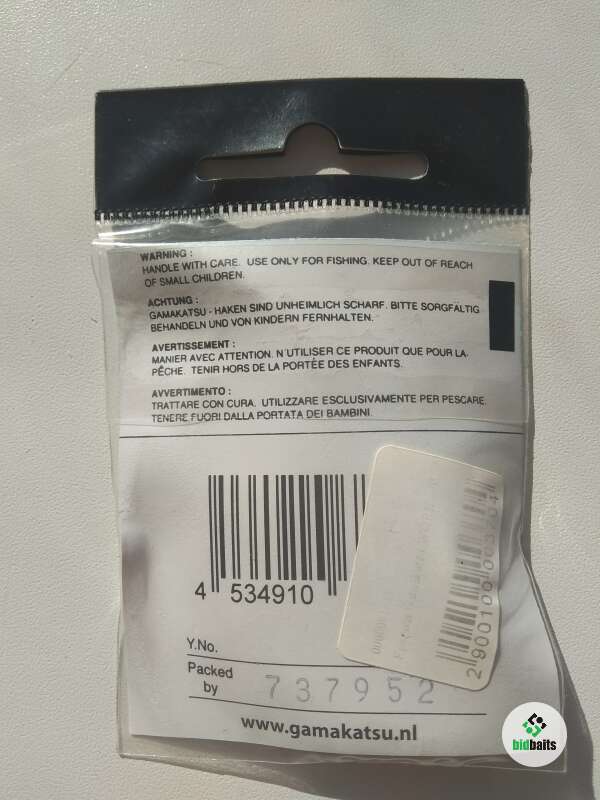 WARNING :
HANDLE WITH CARE. USE ONLY FOR FISHING. KEEP OUT OF REACH
OF SMALL CHILDREN.
ACHTUNG :
GAMAKATSU - HAKEN SIND UNHEIMLICH SCHARF. BITTE SORGFÄLTIG
BEHANDELN UND VON KINDERN FERNHALTEN.
AVERTISSEMENT :
MANIER AVEC ATTENTION. N'UTILISER CE PRODUIT QUE POUR LA
PÊCHE. TENIR HORS DE LA PORTÉE DES ENFANTS.
AVVERTIMENTO :
TRATTARE CON CURA. UTILIZZARE ESCLUSIVAMENTE PER PESCARE.
TENERE FUORI DALLA PORTATA DEI BAMBINI.
4 534910
Y.No.
Packed
by
737952
www.gamakatsu.nl
bidbaits